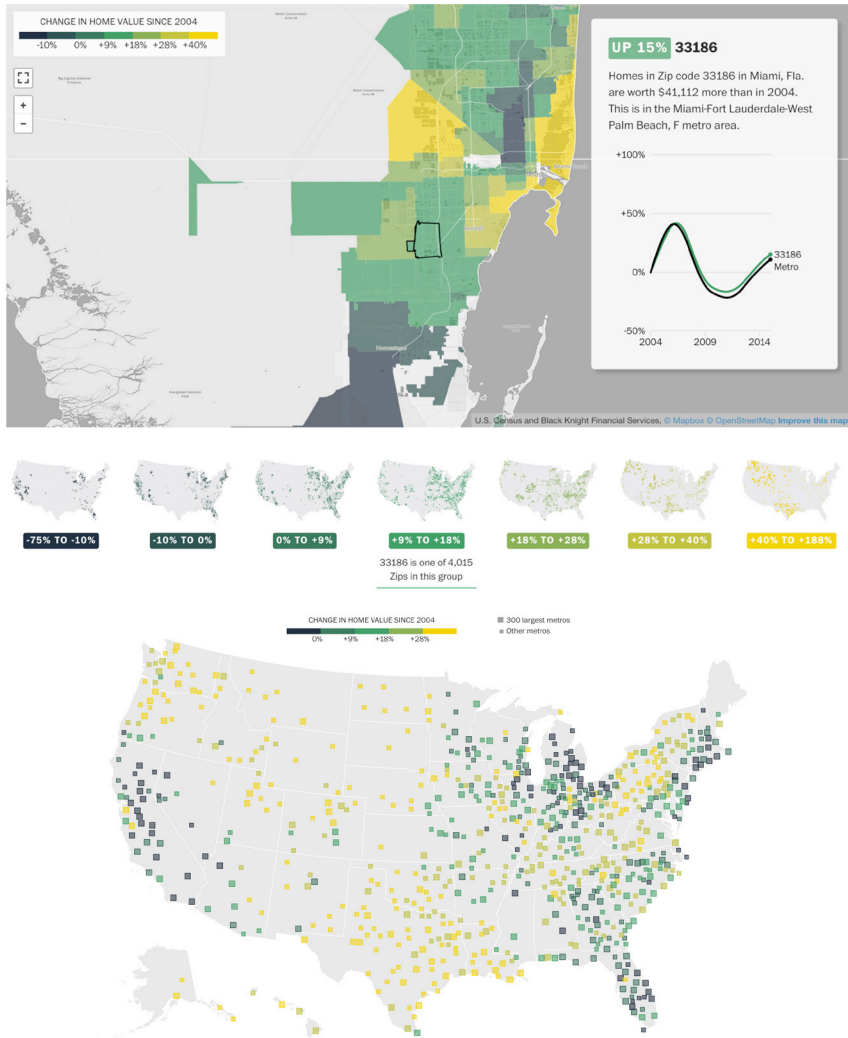 CHANGE IN HOME VALUE SINCE 2004
-10% 0% +9% +18% +28% +40%
+
−
Homestead
UP 15% 33186
Homes in Zip code 33186 in Miami, Fla.
are worth $41,112 more than in 2004.
This is in the Miami-Fort Lauderdale-West
Palm Beach, F metro area.
+100%
+50%
0%
-50%
33186
Metro
2004 2009 2014
U.S. Census and Black Knight Financial Services, © Mapbox © OpenStreetMap Improve this map
-75% TO -10% -10% TO 0% 0% TO +9% +9% TO +18% +18% TO +28% +28% TO +40% +40% TO +188%
33186 is one of 4,015
Zips in this group
CHANGE IN HOME VALUE SINCE 2004
0% +9% +18% +28%
300 largest metros
Other metros